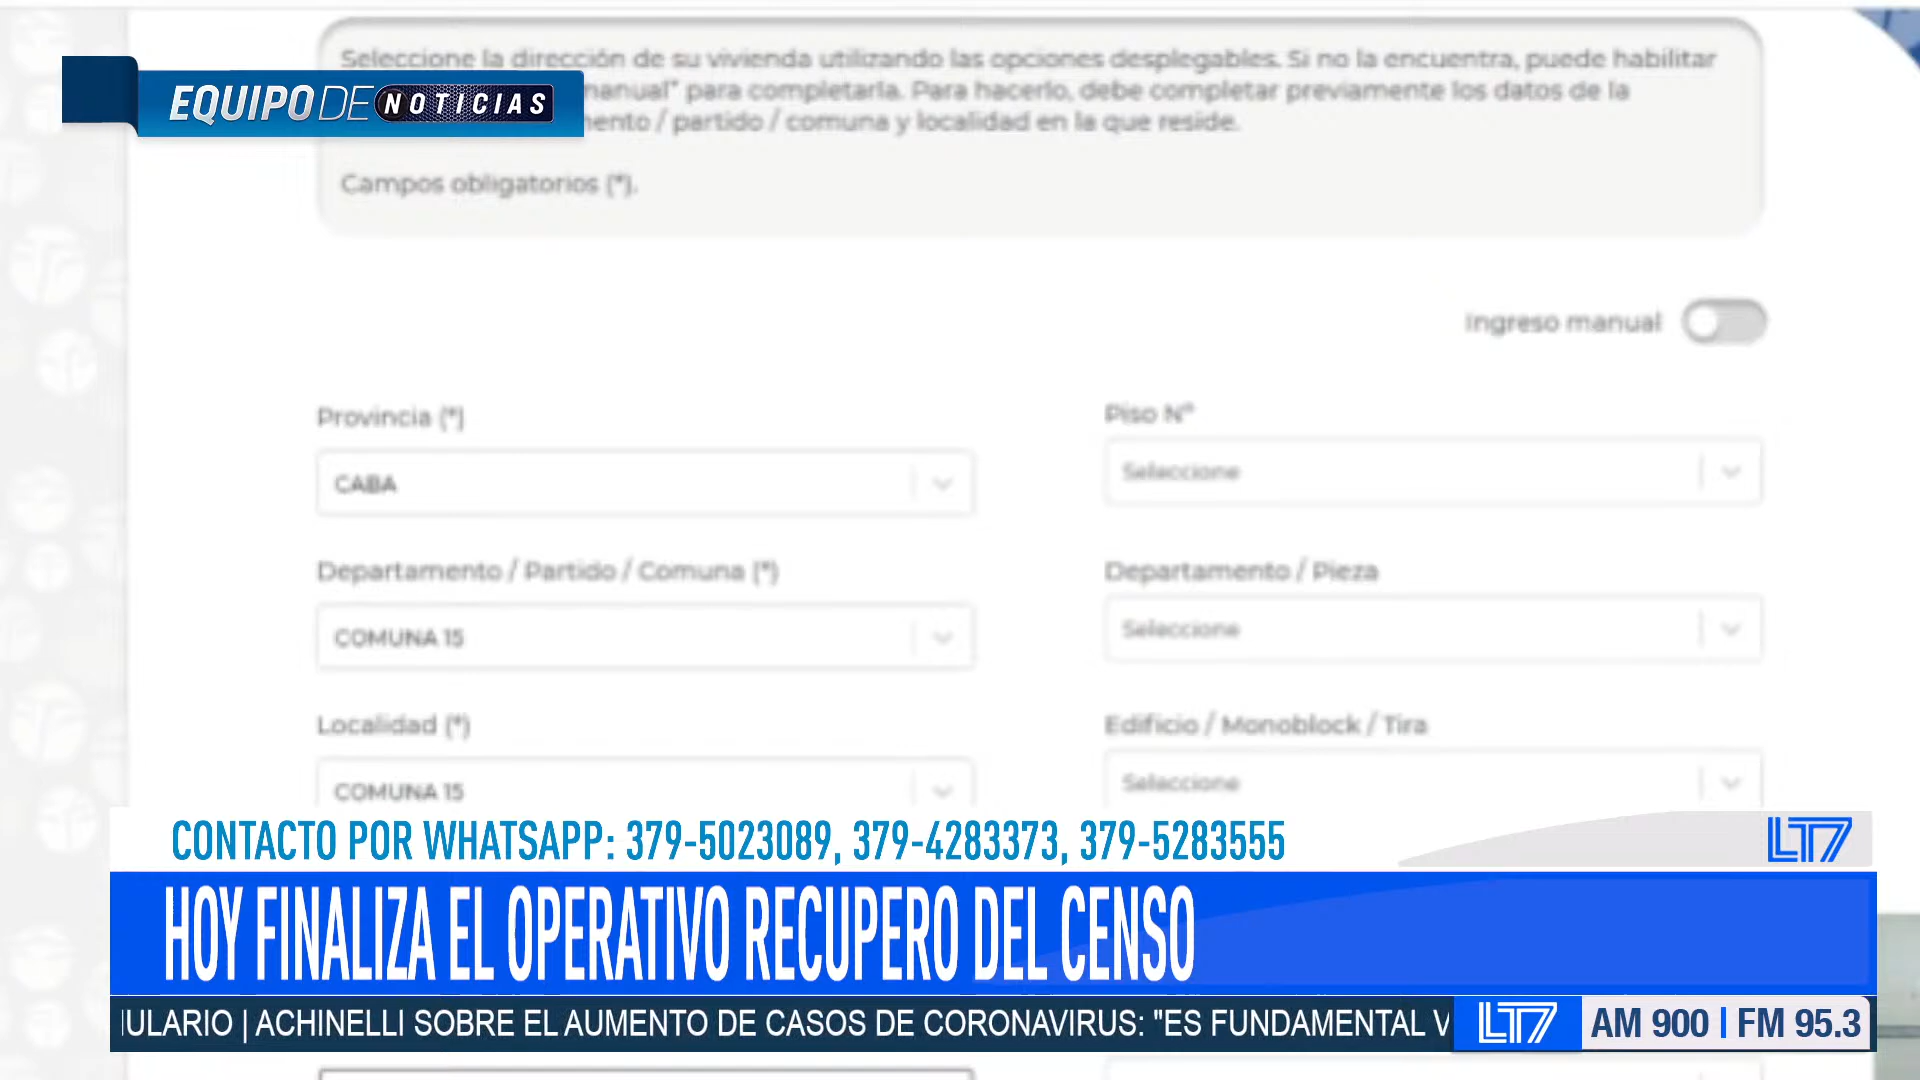 Seleccione la dirección de su vivienda utilizando las opciones desplegables. Si no la encuentra, puede habilitar
EQUIPO DE NOTICIAS
manual" para completarla. Para hacerlo, debe completar previamente los datos de la
/ partido / comuna y localidad en la que reside.
Campos obligatorios (*).
Ingreso manual
Provincia (*)
CABA
Piso N°
Seleccione
Departamento / Partido / Comuna (*)
COMUNA 15
Departamento / Pieza
Seleccione
Localidad (*)
COMUNA 15
Edificio / Monoblock / Tira
Seleccione
CONTACTO POR WHATSAPP: 379-5023089, 379-4283373, 379-5283555
LT7
HOY FINALIZA EL OPERATIVO RECUPERO DEL CENSO
ULARIO | ACHINELLI SOBRE EL AUMENTO DE CASOS DE CORONAVIRUS: "ES FUNDAMENTAL V
LT7 AM 900 | FM 95.3